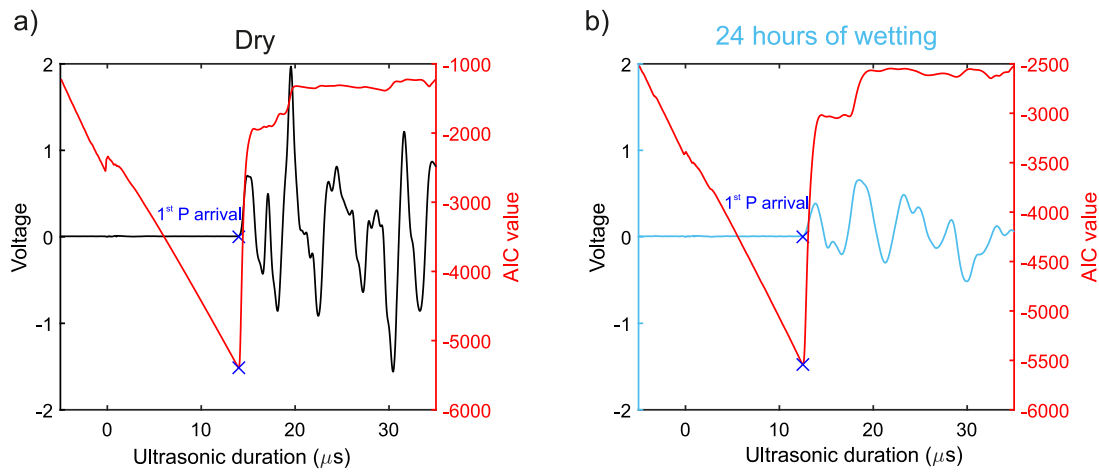 a)
Dry
2
1
0
-1
-2
Voltage
1st P arrival
-1000
-2000
-3000
-4000
-5000
-6000
AIC value
0
10
20
30
Ultrasonic duration (μs)
b)
24 hours of wetting
2
1
0
-1
-2
Voltage
1st P arrival
-2500
-3000
-3500
-4000
-4500
-5000
-5500
-6000
AIC value
0
10
20
30
Ultrasonic duration (μs)